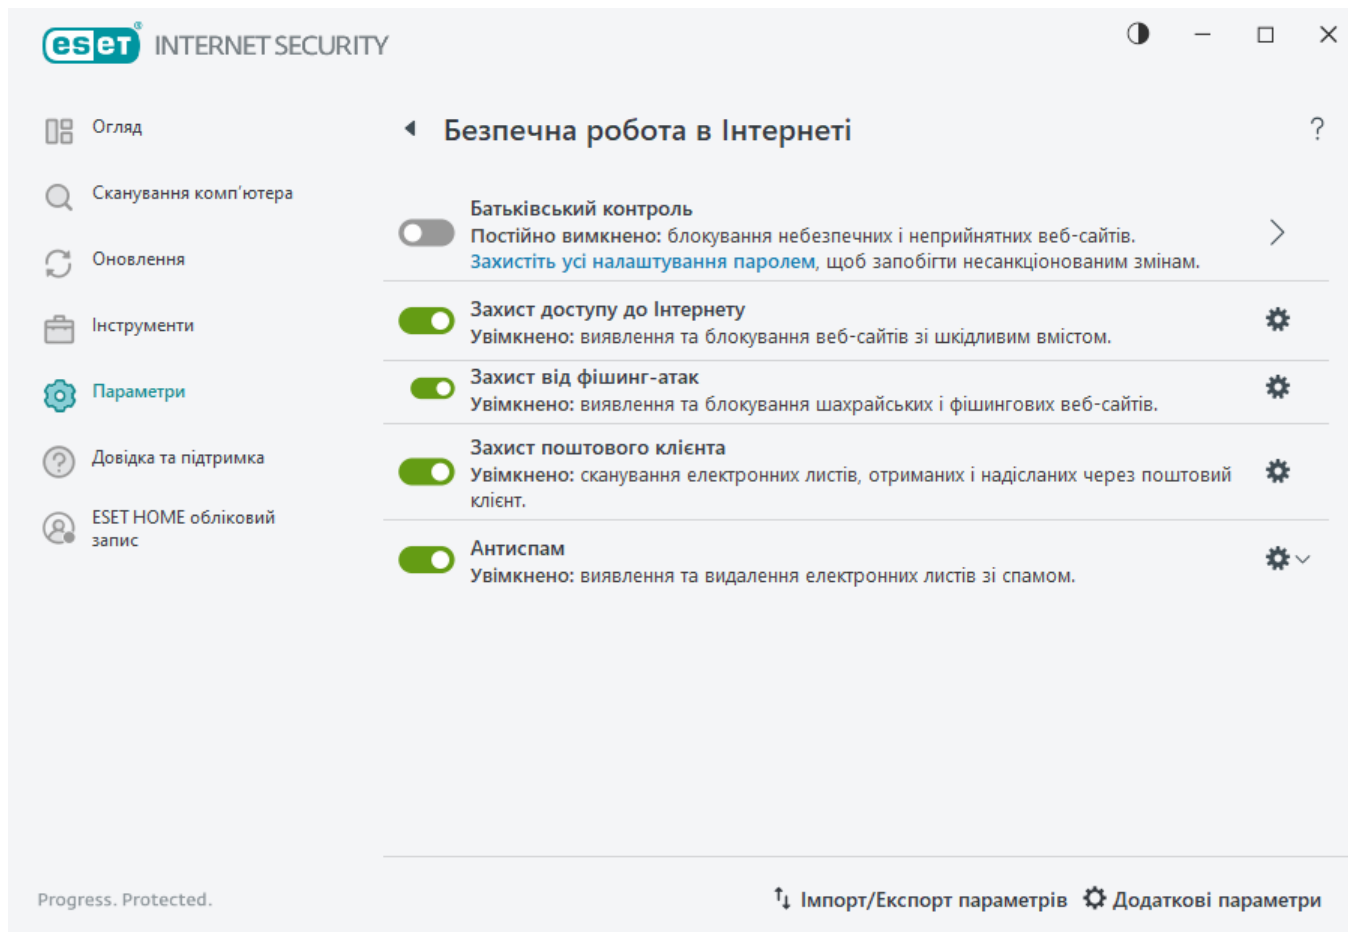 eset® INTERNET SECURITY
Огляд
Сканування комп'ютера
Оновлення
Інструменти
Параметри
Довідка та підтримка
ESET HOME обліковий
запис
Безпечна робота в Інтернеті
?
Батьківський контроль
Постійно вимкнено: блокування небезпечних і неприйнятних веб-сайтів.
Захистіть усі налаштування паролем, щоб запобігти несанкціонованим змінам.
Захист доступу до Інтернету
Увімкнено: виявлення та блокування веб-сайтів зі шкідливим вмістом.
Захист від фішинг-атак
Увімкнено: виявлення та блокування шахрайських і фішингових веб-сайтів.
Захист поштового клієнта
Увімкнено: сканування електронних листів, отриманих і надісланих через поштовий
клієнт.
Антиспам
Увімкнено: виявлення та видалення електронних листів зі спамом.
Progress. Protected.
Імпорт/Експорт параметрів Додаткові параметри